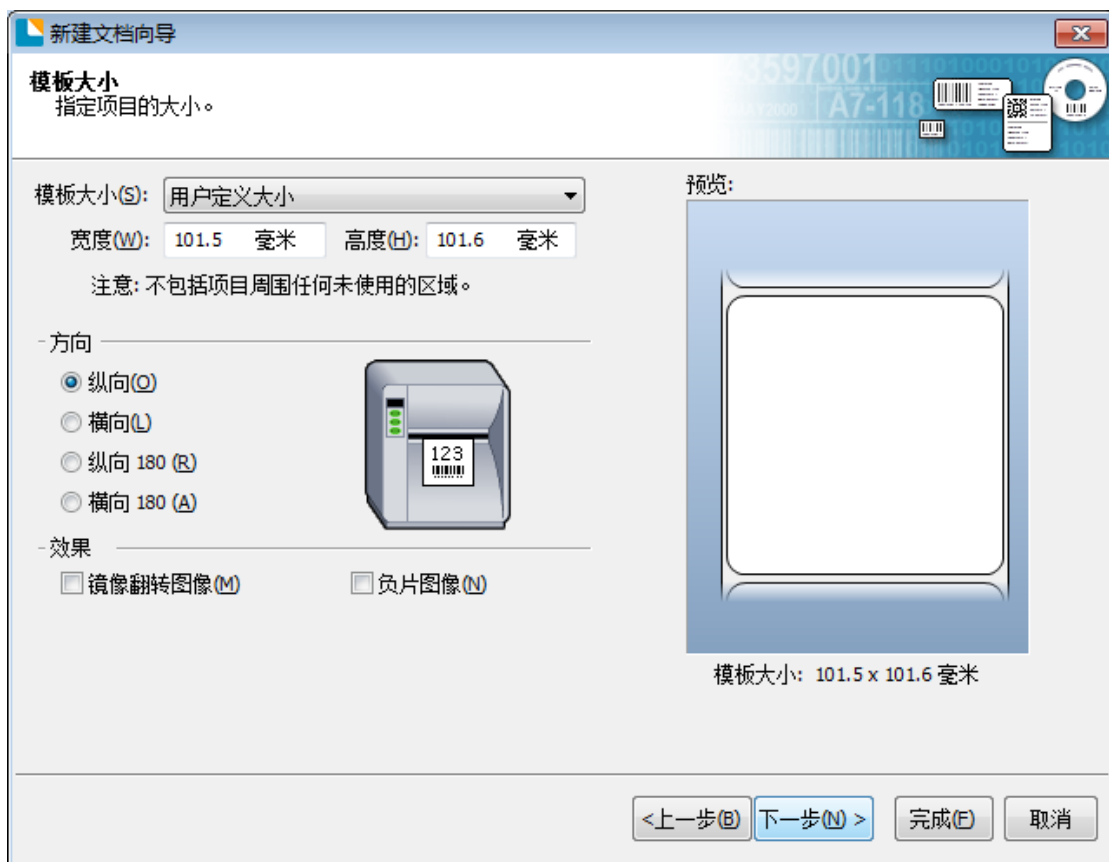 新建文档向导
模板大小
指定项目的大小。
3597001
A7-118
模板大小(S): 用户定义大小
宽度(W): 101.5 毫米 高度(H): 101.6 毫米
注意: 不包括项目周围任何未使用的区域。
方向
纵向(O)
横向(L)
纵向 180 (R)
横向 180 (A)
123
效果
镜像翻转图像(M) 负片图像(N)
预览:
模板大小: 101.5 x 101.6 毫米
<上一步(B) 下一步(N) > 完成(F) 取消